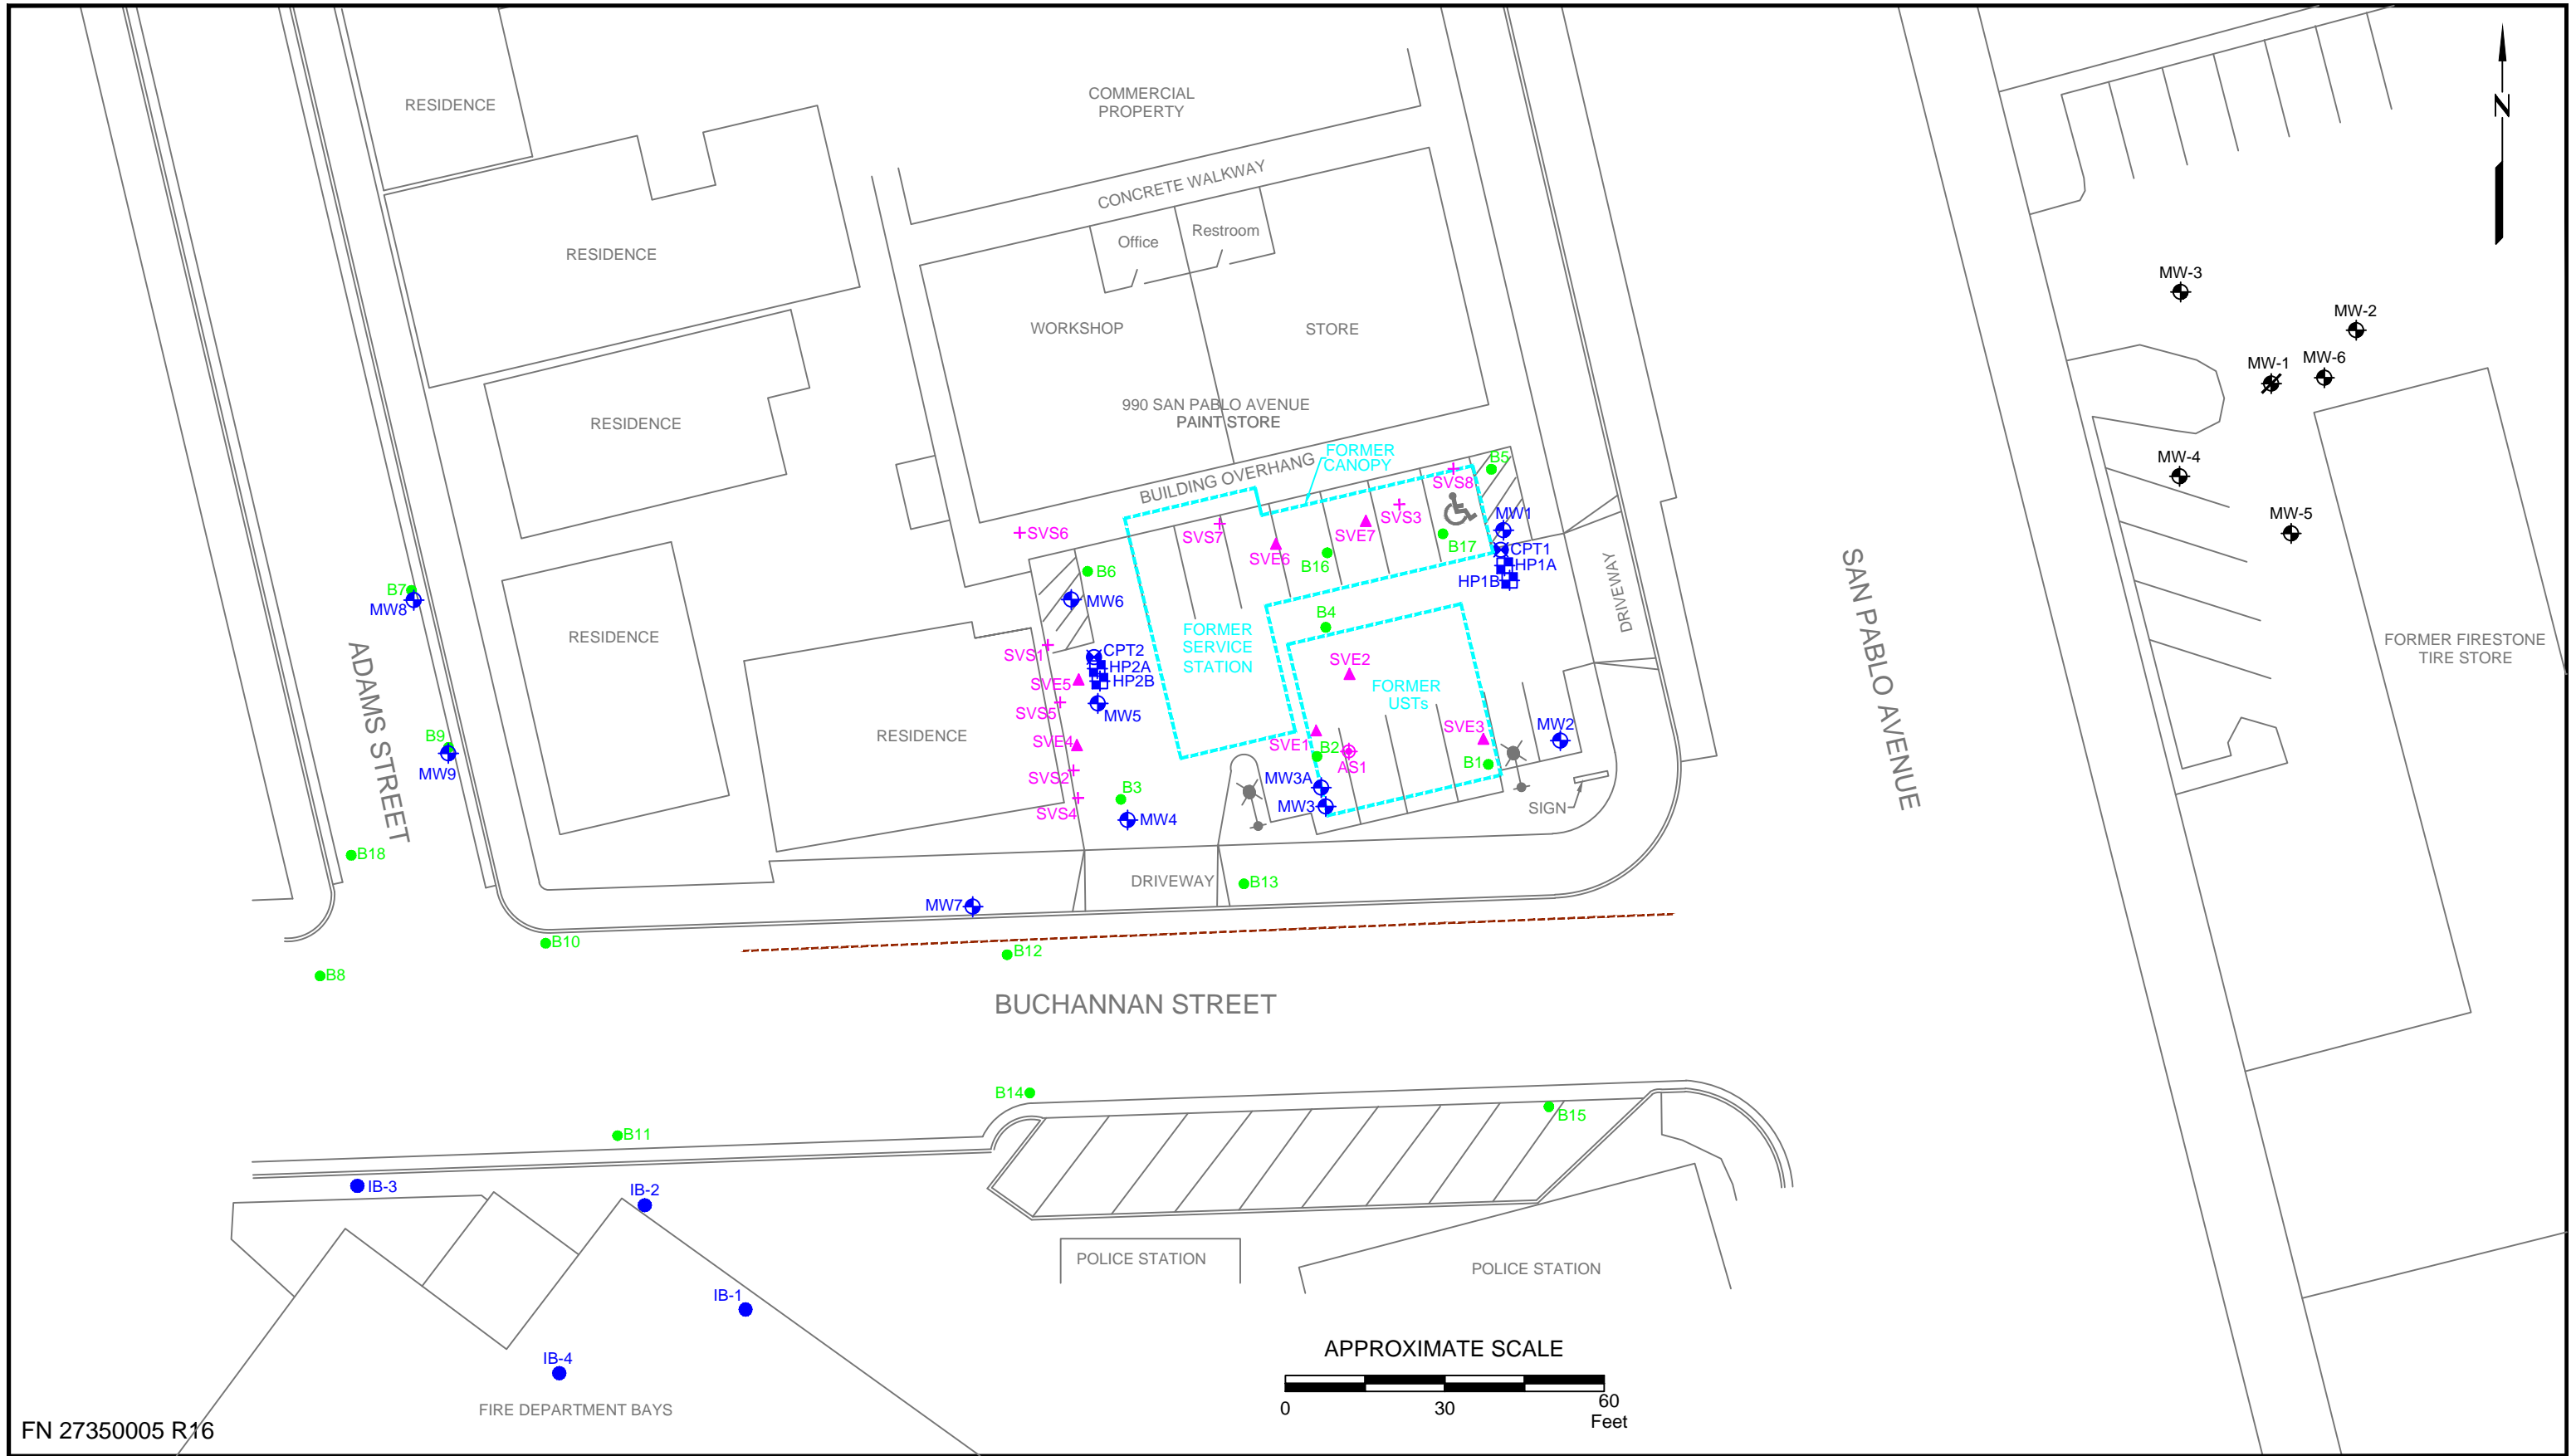 RESIDENCE
COMMERCIAL
PROPERTY
N
CONCRETE WALKWAY
Office
Restroom
RESIDENCE
MW-3
MW-2
WORKSHOP
STORE
MW-1
MW-6
990 SAN PABLO AVENUE
PAINT STORE
RESIDENCE
FORMER
CANOPY
BUILDING OVERHANG
B5
MW-4
SVS8
SVS3
MW-5
MW1
SVS6
SVS7
SVE7
B17
CPT1
SVE6
B16
HP1A
HP1B
B6
B7
MW8
MW6
DRIVEWAY
SAN PABLO AVENUE
B4
RESIDENCE
FORMER
SERVICE
STATION
FORMER FIRESTONE
TIRE STORE
ADAMS STREET
SVS1
CPT2
HP2A
HP2B
SVE5
SVE2
FORMER
USTs
SVS5
MW5
B9
MW9
RESIDENCE
SVE4
SVE1
B2
SVE3
MW2
AS1
B1
SVS2
B3
MW3A
SVS4
MW4
MW3
SIGN
B18
DRIVEWAY
B13
MW7
B10
B12
B8
BUCHANNAN STREET
B14
B15
B11
IB-3
IB-2
POLICE STATION
POLICE STATION
IB-1
APPROXIMATE SCALE
IB-4
0
30
60
Feet
FIRE DEPARTMENT BAYS
FN 27350005 R16